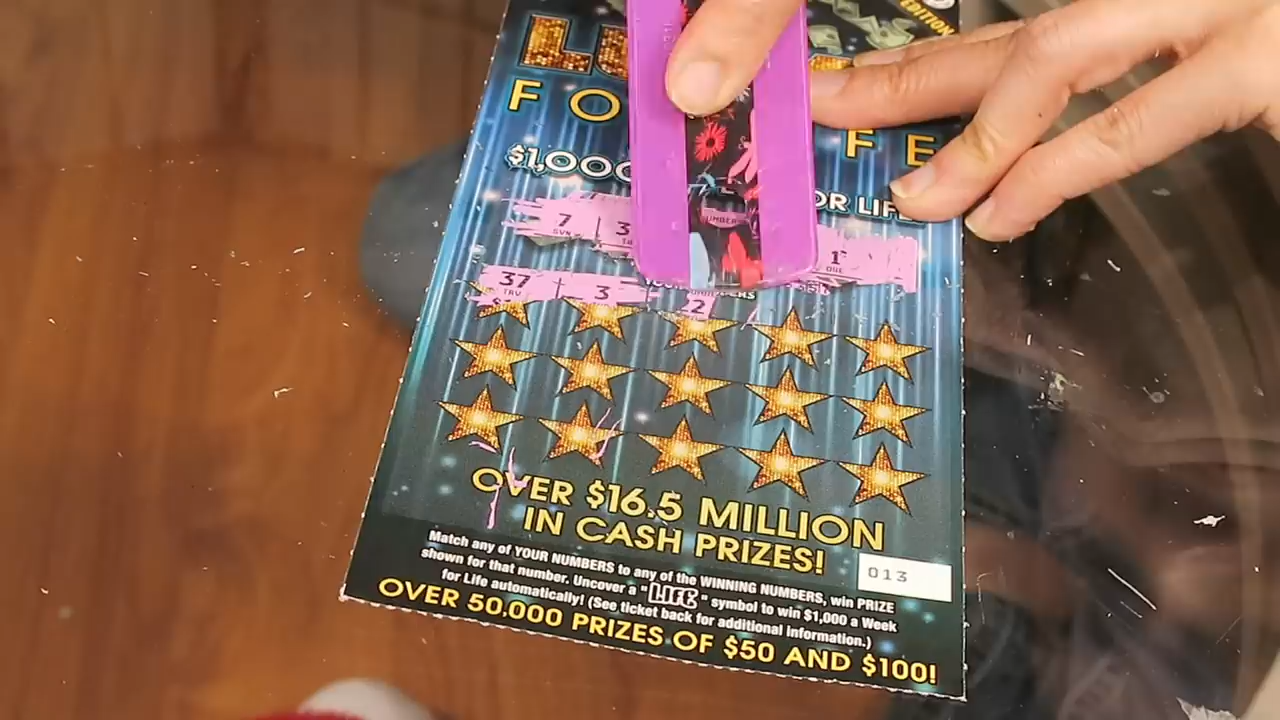 EDITION
LU
FO FE
$1,000 OR LIFE
7 3 1
SVN ONE
37 3 2
OVER $16.5 MILLION
IN CASH PRIZES!
013
Match any of YOUR NUMBERS to any of the WINNING NUMBERS, win PRIZE
shown for that number. Uncover a "LIFE" symbol to win $1,000 a Week
for Life automatically! (See ticket back for additional information.)
OVER 50,000 PRIZES OF $50 AND $100!